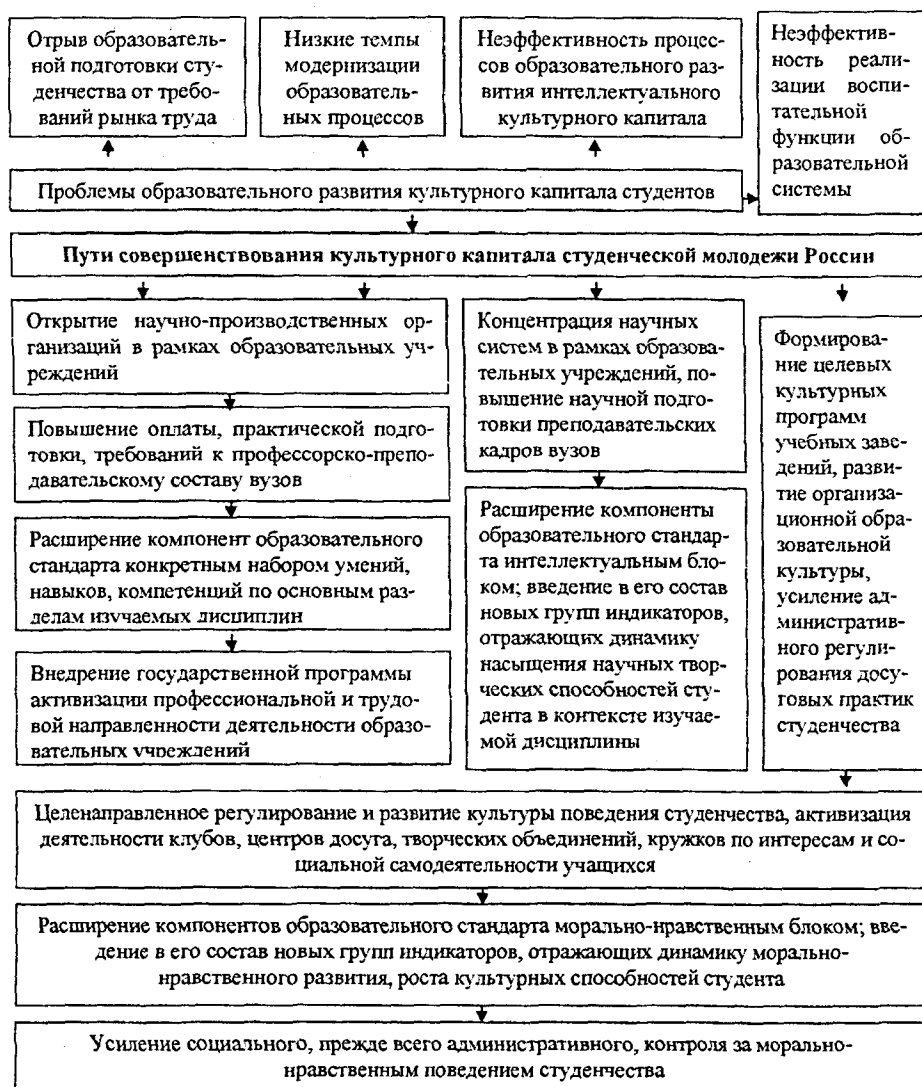 Отрыв образователь-
ной подготовки сту-
денчества от требо-
ваний рынка труда
Низкие темпы
модернизации
образователь-
ных процессов
Неэффективность процес-
сов образовательного раз-
вития интеллектуального
культурного капитала
Неэффектив-
ность реали-
зации воспи-
тательной
функции об-
разовательной
системы
Проблемы образовательного развития культурного капитала студентов
Пути совершенствования культурного капитала студенческой молодежи России
Открытие научно-производственных ор-
ганизаций в рамках образовательных уч-
реждений
Повышение оплаты, практической подго-
товки, требований к профессорско-препо-
давательскому составу вузов
Расширение компонент образовательного
стандарта конкретным набором умений,
навыков, компетенций по основным раз-
делам изучаемых дисциплин
Внедрение государственной программы
активизации профессиональной и трудо-
вой направленности деятельности образо-
вательных учреждений
Концентрация научных
систем в рамках образова-
тельных учреждений, по-
вышение научной подго-
товки преподавательских
кадров вузов
Расширение компоненты
образовательного стандар-
та интеллектуальным бло-
ком; введение в его состав
новых групп индикаторов,
отражающих динамику
насыщения научных твор-
ческих способностей сту-
дента в контексте изучае-
мой дисциплины
Формирова-
ние целевых
культурных
программ
учебных заве-
дений, разви-
тие организа-
ционной обра-
зовательной
культуры,
усиление ад-
министратив-
ного регули-
рования досу-
говых практик
студенчества
Целенаправленное регулирование и развитие культуры поведения студенчества, активизация
деятельности клубов, центров досуга, творческих объединений, кружков по интересам и со-
циальной самодеятельности учащихся
Расширение компонентов образовательного стандарта морально-нравственным блоком; вве-
дение в его состав новых групп индикаторов, отражающих динамику морально-
нравственного развития, роста культурных способностей студента
Усиление социального, прежде всего административного, контроля за морально-
нравственным поведением студенчества